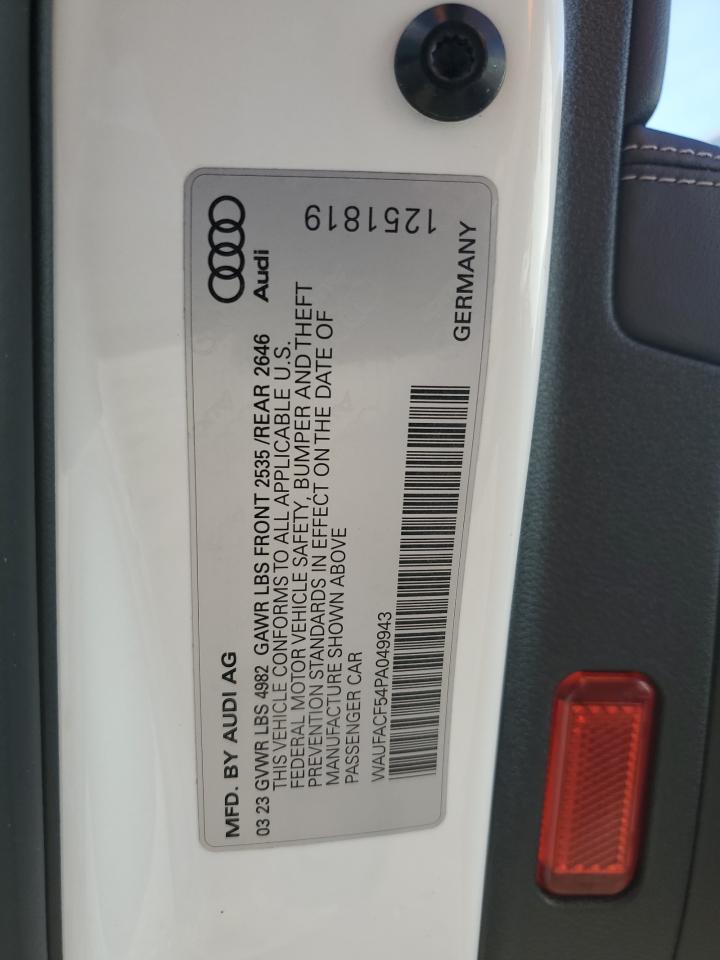 MFD. BY AUDI AG
Audi
03 23 GVWR LBS 4982 GAWR LBS FRONT 2535 /REAR 2646
THIS VEHICLE CONFORMS TO ALL APPLICABLE U.S.
FEDERAL MOTOR VEHICLE SAFETY, BUMPER AND THEFT
PREVENTION STANDARDS IN EFFECT ON THE DATE OF
MANUFACTURE SHOWN ABOVE
PASSENGER CAR
WAUFACF54PA049943
1251819
GERMANY